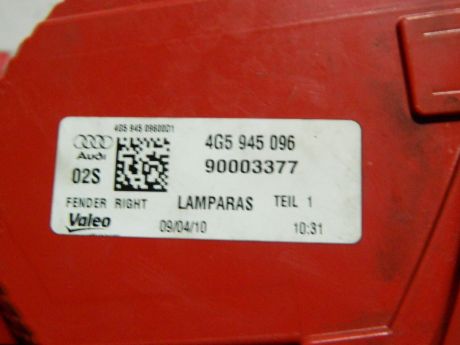 4G5 945 0960001
4G5 945 096
Audi
90003377
02S
FENDER RIGHT LAMPARAS TEIL 1
Valeo 09/04/10 10:31